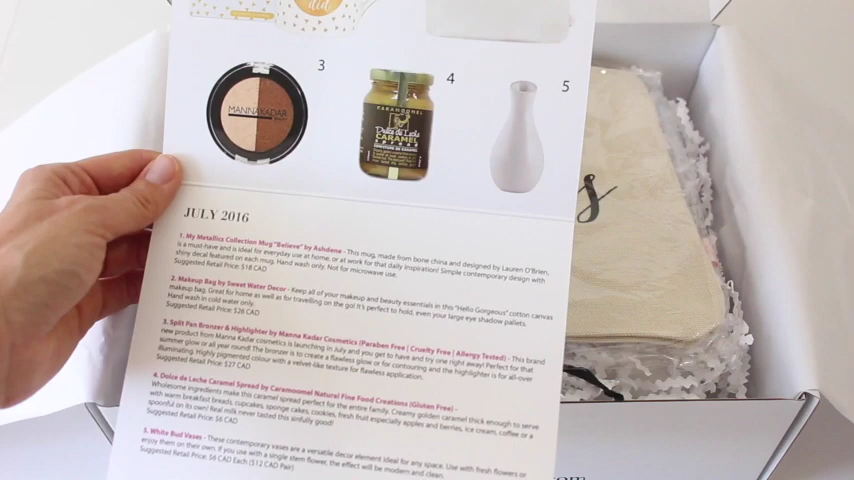 did
3
4
5
MANNA KADAR
BEAUTY
CARAMOOMEL
Dulce de Leche
CARAMEL
SPREAD
CONFITURE DE CARAMEL
JULY 2016
1. My Metallics Collection Mug "Believe" by Ashdene - This mug, made from bone china and designed by Lauren O'Brien,
is a must-have and is ideal for everyday use at home, or at work for that daily inspiration! Simple contemporary design with
shiny decal featured on each mug. Hand wash only. Not for microwave use.
Suggested Retail Price: $18 CAD
2. Makeup Bag by Sweet Water Decor - Keep all of your makeup and beauty essentials in this "Hello Gorgeous" cotton canvas
makeup bag. Great for home as well as for travelling on the go! It's perfect to hold, even your large eye shadow pallets.
Hand wash in cold water only.
Suggested Retail Price: $26 CAD
3. Split Pan Bronzer & Highlighter by Manna Kadar Cosmetics (Paraben Free | Cruelty Free | Allergy Tested) - This brand
new product from Manna Kadar cosmetics is launching in July and you get to have and try one right away! Perfect for that
summer glow or all year round! The bronzer is to create a flawless glow or for contouring and the highlighter is for all-over
illuminating. Highly pigmented colour with a velvet-like texture for flawless application.
Suggested Retail Price: $27 CAD
4. Dolce de Leche Caramel Spread by Caramoomel Natural Fine Food Creations (Gluten Free) -
Wholesome ingredients make this caramel spread perfect for the entire family. Creamy golden caramel thick enough to serve
with warm breakfast breads, cupcakes, sponge cakes, cookies, fresh fruit especially apples and berries, ice cream, coffee or a
spoonful on its own! Real milk never tasted this sinfully good!
Suggested Retail Price: $6 CAD
5. White Bud Vases - These contemporary vases are a versatile decor element ideal for any space. Use with fresh flowers or
enjoy them on their own. If you use with a single stem flower, the effect will be modern and clean.
Suggested Retail Price: $6 CAD Each ($12 CAD Pair)
s